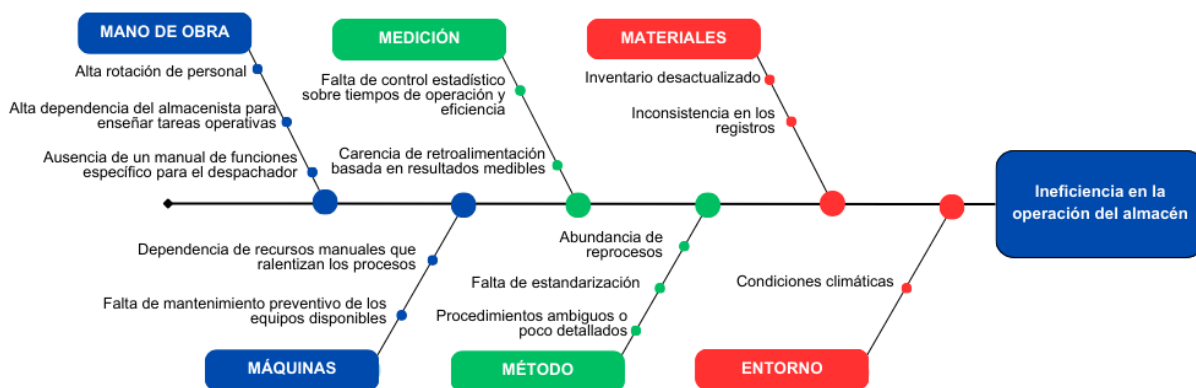 MANO DE OBRA
Alta rotación de personal
Alta dependencia del almacenista para
enseñar tareas operativas
Ausencia de un manual de funciones
específico para el despachador
MEDICIÓN
Falta de control estadístico
sobre tiempos de operación y
eficiencia
Carencia de retroalimentación
basada en resultados medibles
MATERIALES
Inventario desactualizado
Inconsistencia en los
registros
Ineficiencia en la
operación del almacén
Dependencia de recursos manuales que
ralentizan los procesos
Falta de mantenimiento preventivo de los
equipos disponibles
MÁQUINAS
Abundancia de
reprocesos
Falta de estandarización
Procedimientos ambiguos o
poco detallados
MÉTODO
Condiciones climáticas
ENTORNO